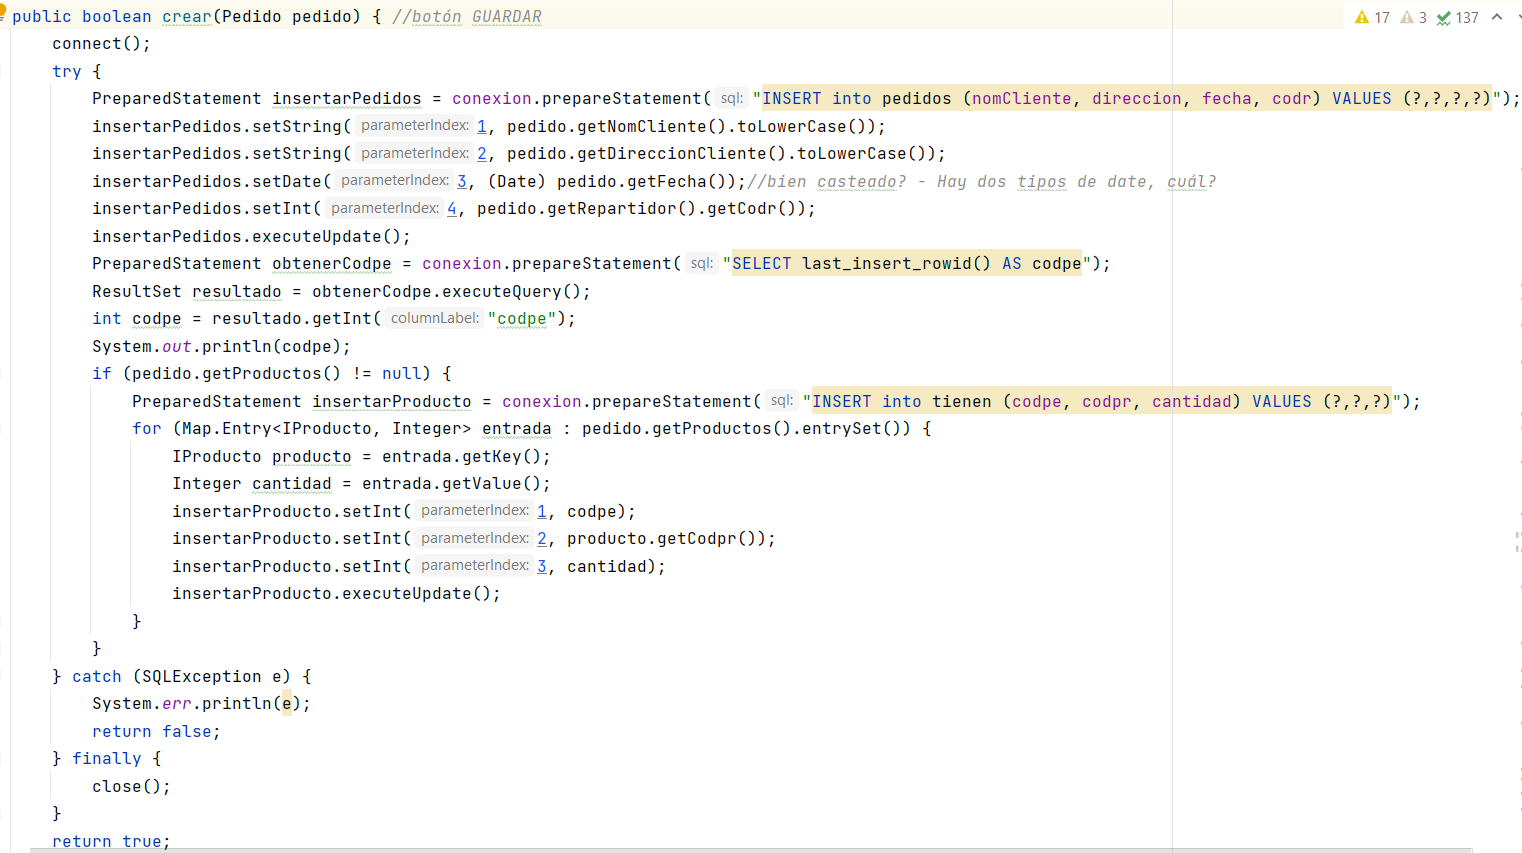 public boolean crear(Pedido pedido) { //botón GUARDAR 17 3 137
connect();
try {
PreparedStatement insertarPedidos = conexion.prepareStatement( sql: "INSERT into pedidos (nomCliente, direccion, fecha, codr) VALUES (?,?,?,?)");
insertarPedidos.setString( parameterIndex: 1, pedido.getNomCliente().toLowerCase());
insertarPedidos.setString( parameterIndex: 2, pedido.getDireccionCliente().toLowerCase());
insertarPedidos.setDate( parameterIndex: 3, (Date) pedido.getFecha());//bien casteado? - Hay dos tipos de date, cuál?
insertarPedidos.setInt( parameterIndex: 4, pedido.getRepartidor().getCodr());
insertarPedidos.executeUpdate();
PreparedStatement obtenerCodpe = conexion.prepareStatement( sql: "SELECT last_insert_rowid() AS codpe");
ResultSet resultado = obtenerCodpe.executeQuery();
int codpe = resultado.getInt( columnLabel: "codpe");
System.out.println(codpe);
if (pedido.getProductos() != null) {
PreparedStatement insertarProducto = conexion.prepareStatement( sql: "INSERT into tienen (codpe, codpr, cantidad) VALUES (?,?,?)");
for (Map.Entry<IProducto, Integer> entrada : pedido.getProductos().entrySet()) {
IProducto producto = entrada.getKey();
Integer cantidad = entrada.getValue();
insertarProducto.setInt( parameterIndex: 1, codpe);
insertarProducto.setInt( parameterIndex: 2, producto.getCodpr());
insertarProducto.setInt( parameterIndex: 3, cantidad);
insertarProducto.executeUpdate();
}
}
} catch (SQLException e) {
System.err.println(e);
return false;
} finally {
close();
}
return true;